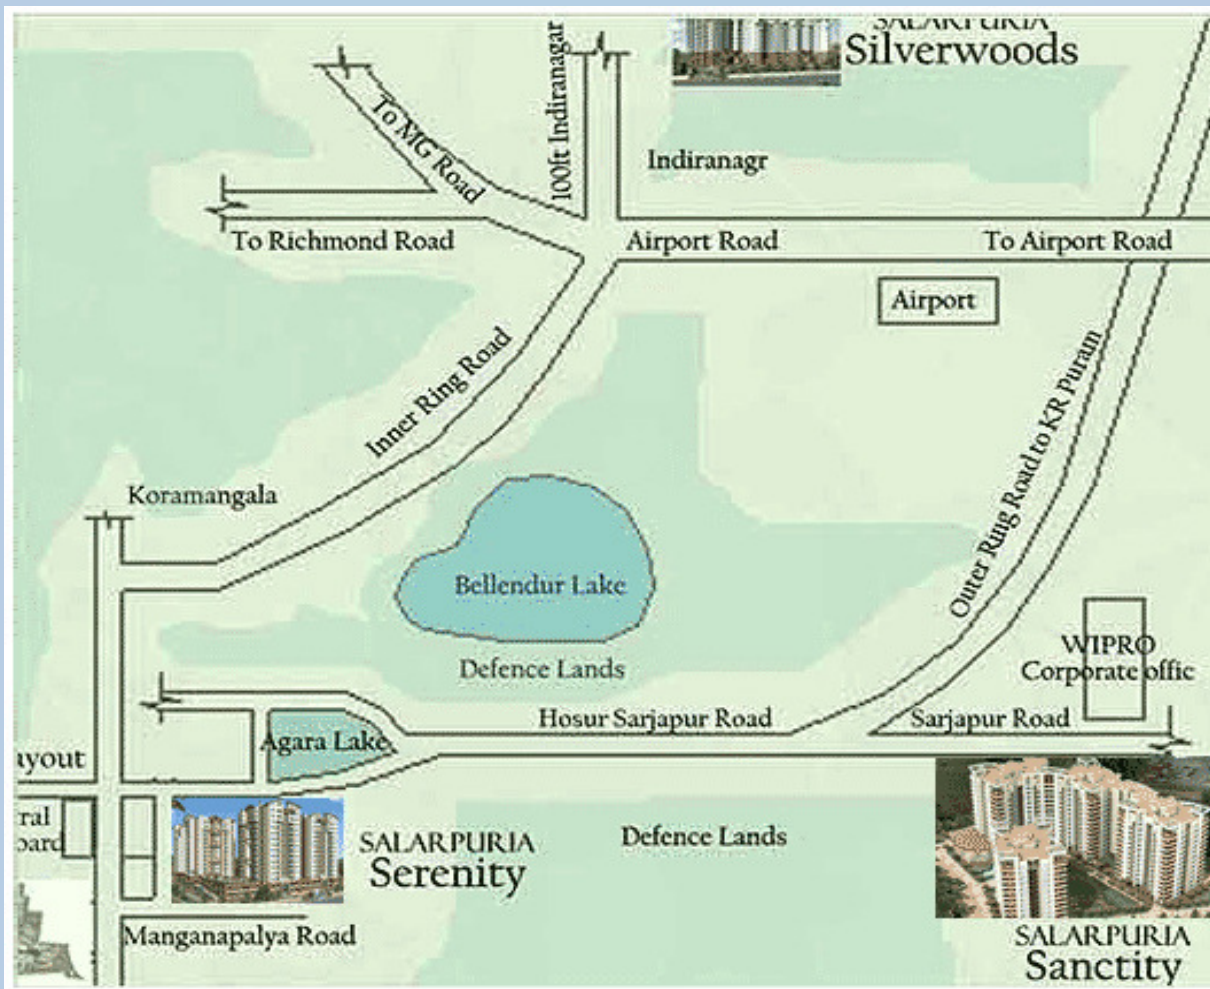 SALARPURIA
Silverwoods
To MG Road
100ft Indiranagar
Indiranagr
To Richmond Road
Airport Road
To Airport Road
Airport
Inner Ring Road
Outer Ring Road to KR Puram
Koramangala
Bellendur Lake
WIPRO
Corporate offic
Defence Lands
Hosur Sarjapur Road
Sarjapur Road
Agara Lake
ayout
ral
oard
SALARPURIA
Serenity
Defence Lands
Manganapalya Road
SALARPURIA
Sanctity